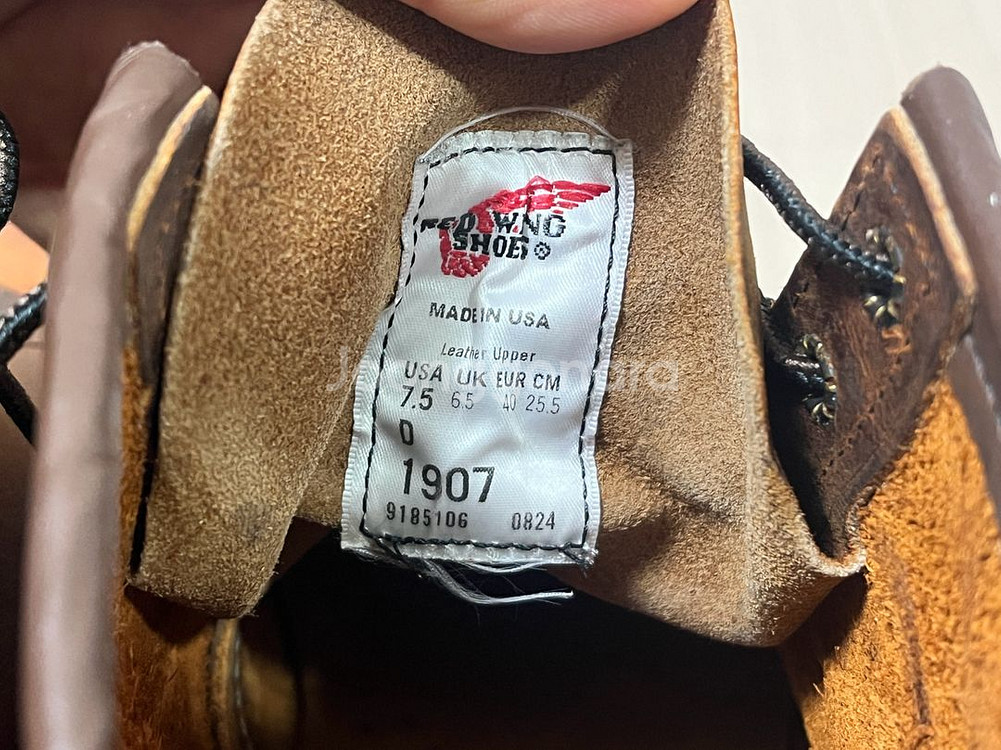 RED WING
SHOES
MADE IN USA
Leather Upper
USA UK EUR CM
7.5 6.5 40 25.5
D
1907
9185106 0824